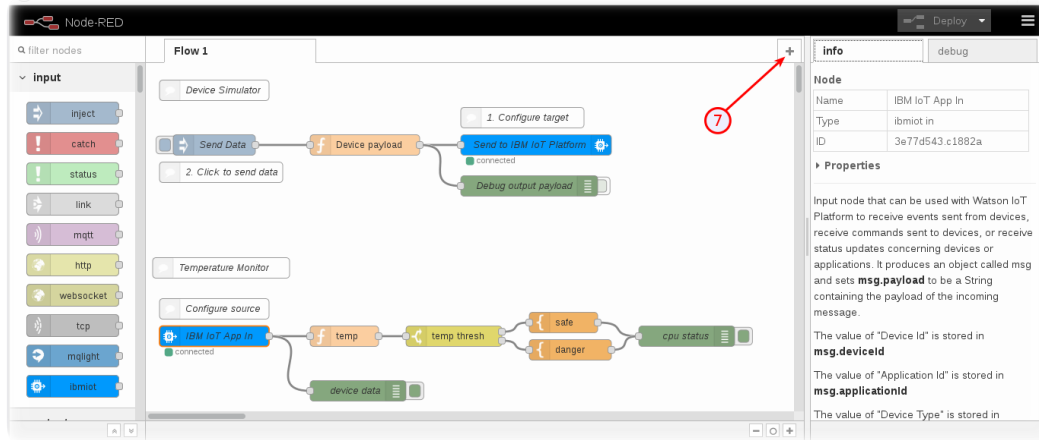 Node-RED
Deploy
filter nodes
Flow 1
info
debug
input
inject
catch
status
link
mqtt
http
websocket
tcp
mqlight
ibmiot
Device Simulator
1. Configure target
7
Send Data
Device payload
Send to IBM IoT Platform
connected
2. Click to send data
Debug output payload
Temperature Monitor
Configure source
IBM IoT App In
connected
temp
temp thresh
safe
danger
cpu status
device data
Node
Name IBM IoT App In
Type ibmiot in
ID 3e77d543.c1882a
Properties
Input node that can be used with Watson IoT
Platform to receive events sent from devices,
receive commands sent to devices, or receive
status updates concerning devices or
applications. It produces an object called msg
and sets msg.payload to be a String
containing the payload of the incoming
message.
The value of "Device Id" is stored in
msg.deviceId
The value of "Application Id" is stored in
msg.applicationId
The value of "Device Type" is stored in